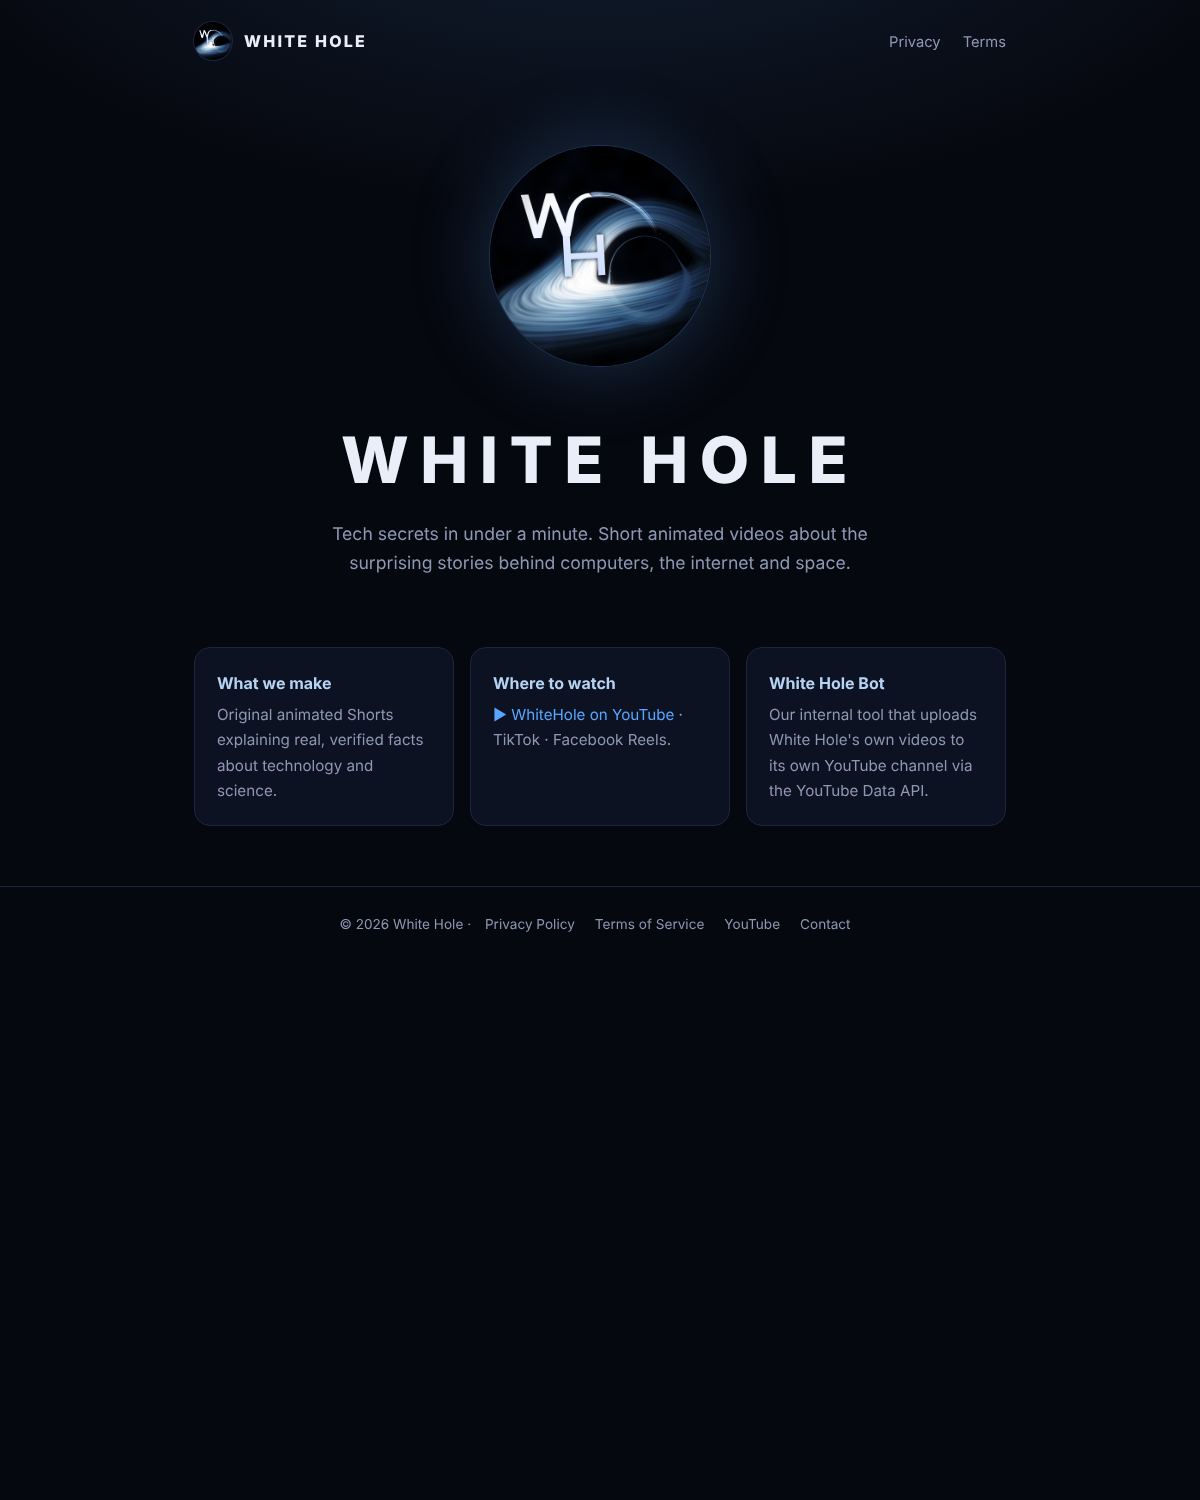 WH
WHITE HOLE
Privacy Terms
WH
WHITE HOLE
Tech secrets in under a minute. Short animated videos about the
surprising stories behind computers, the internet and space.
What we make
Original animated Shorts
explaining real, verified facts
about technology and
science.
Where to watch
▶ WhiteHole on YouTube ·
TikTok · Facebook Reels.
White Hole Bot
Our internal tool that uploads
White Hole's own videos to
its own YouTube channel via
the YouTube Data API.
© 2026 White Hole · Privacy Policy Terms of Service YouTube Contact